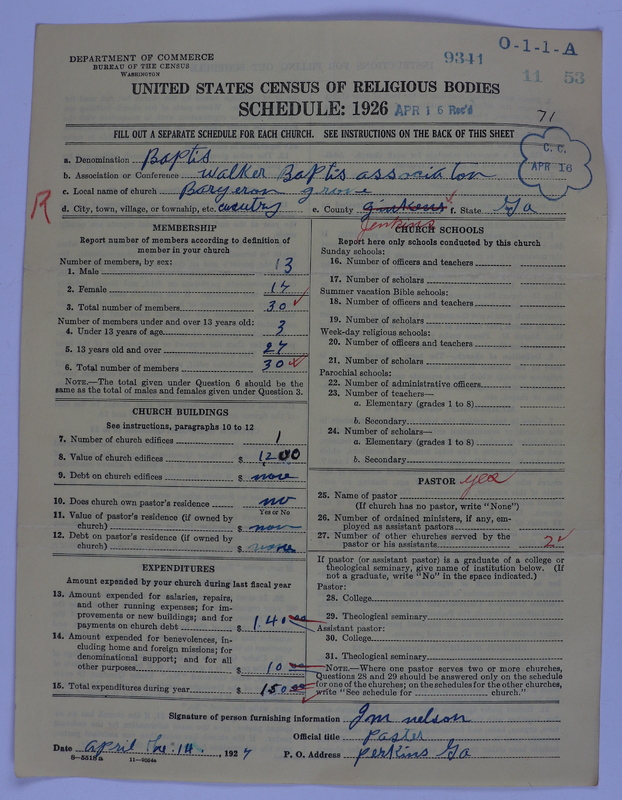 DEPARTMENT OF COMMERCE
BUREAU OF THE CENSUS
WASHINGTON
9341
O-1-1-A
11 53
UNITED STATES CENSUS OF RELIGIOUS BODIES
SCHEDULE: 1926 APR 16 Rec'd
71
FILL OUT A SEPARATE SCHEDULE FOR EACH CHURCH. SEE INSTRUCTIONS ON THE BACK OF THIS SHEET
C. C.
APR 16
a. Denomination Baptis
b. Association or Conference Walker Baptis association
c. Local name of church grove
R
d. City, town, village, or township, etc. e. County f. State Ga
Jenkins
MEMBERSHIP
Report number of members according to definition of
member in your church
Number of members, by sex:
1. Male 13
2. Female 17
3. Total number of members 30
Number of members under and over 13 years old:
4. Under 13 years of age 3
5. 13 years old and over 27
6. Total number of members 30
NOTE.—The total given under Question 6 should be the
same as the total of males and females given under Question 3.
CHURCH BUILDINGS
See instructions, paragraphs 10 to 12
7. Number of church edifices 1
8. Value of church edifices $ 1200
9. Debt on church edifices $ none
10. Does church own pastor's residence no
Yes or No
11. Value of pastor's residence (if owned by
church) $
12. Debt on pastor's residence (if owned by
church) $ none
EXPENDITURES
Amount expended by your church during last fiscal year
13. Amount expended for salaries, repairs,
and other running expenses; for im-
provements or new buildings; and for
payments on church debt $ 140 00
14. Amount expended for benevolences, in-
cluding home and foreign missions; for
denominational support; and for all
other purposes $ 10 00
15. Total expenditures during year $ 150 00
CHURCH SCHOOLS
Report here only schools conducted by this church
Sunday schools:
16. Number of officers and teachers
17. Number of scholars
Summer vacation Bible schools:
18. Number of officers and teachers
19. Number of scholars
Week-day religious schools:
20. Number of officers and teachers
21. Number of scholars
Parochial schools:
22. Number of administrative officers
23. Number of teachers—
a. Elementary (grades 1 to 8)
b. Secondary
24. Number of scholars—
a. Elementary (grades 1 to 8)
b. Secondary
PASTOR yes
25. Name of pastor
(If church has no pastor, write "None")
26. Number of ordained ministers, if any, em-
ployed as assistant pastors
27. Number of other churches served by the
pastor or his assistants 2
If pastor (or assistant pastor) is a graduate of a college or
theological seminary, give name of institution below. (If
not a graduate, write "No" in the space indicated.)
Pastor:
28. College
29. Theological seminary
Assistant pastor:
30. College
31. Theological seminary
NOTE.—Where one pastor serves two or more churches,
Questions 28 and 29 should be answered only on the schedule
for one of the churches; on the schedules for the other churches,
write "See schedule for church."
Signature of person furnishing information J m nelson
Official title Paster
Date april the 14, 1927 P. O. Address perkins Ga
8-5518a 11-9064a